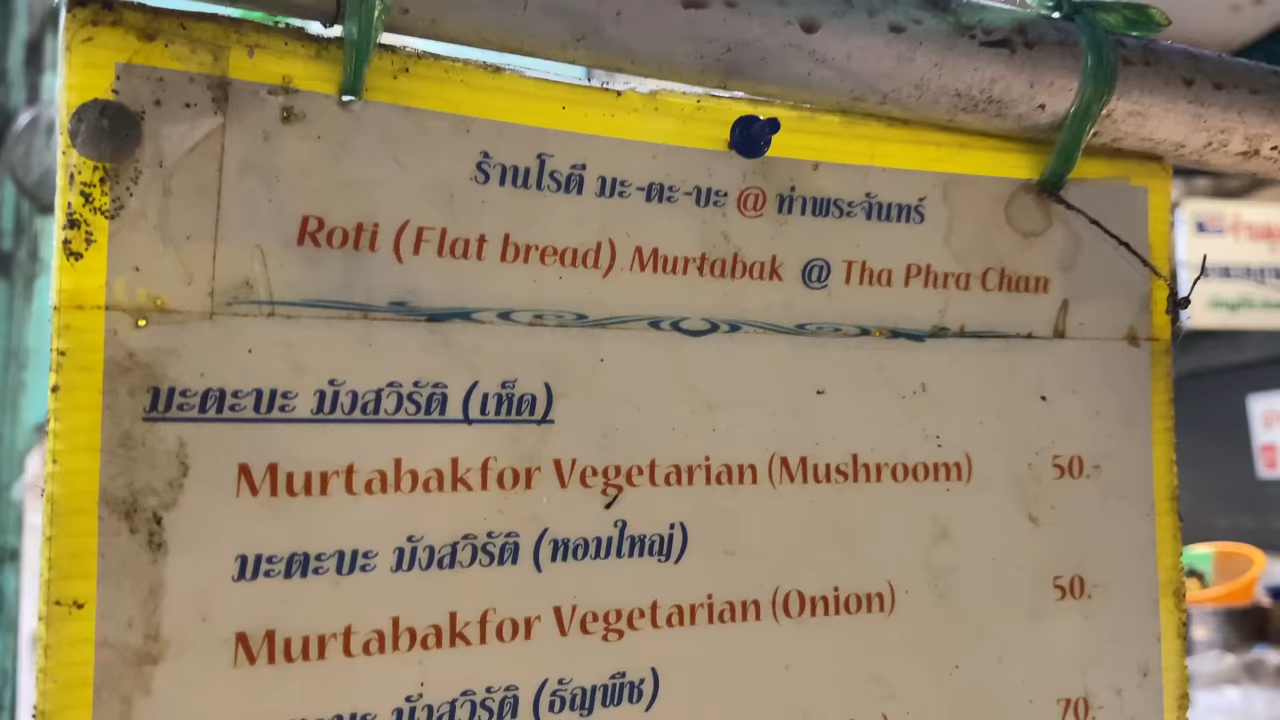 ร้านโรตี มะ-ตะ-บะ @ ท่าพระจันทร์
Roti (Flat bread) Murtabak @ Tha Phra Chan
มะตะบะ มังสวิรัติ (เห็ด)
Murtabakfor Vegetarian (Mushroom) 50.-
มะตะบะ มังสวิรัติ (หอมใหญ่)
Murtabakfor Vegetarian (Onion) 50.-
มังสวิรัติ (ธัญพืช)
70.-